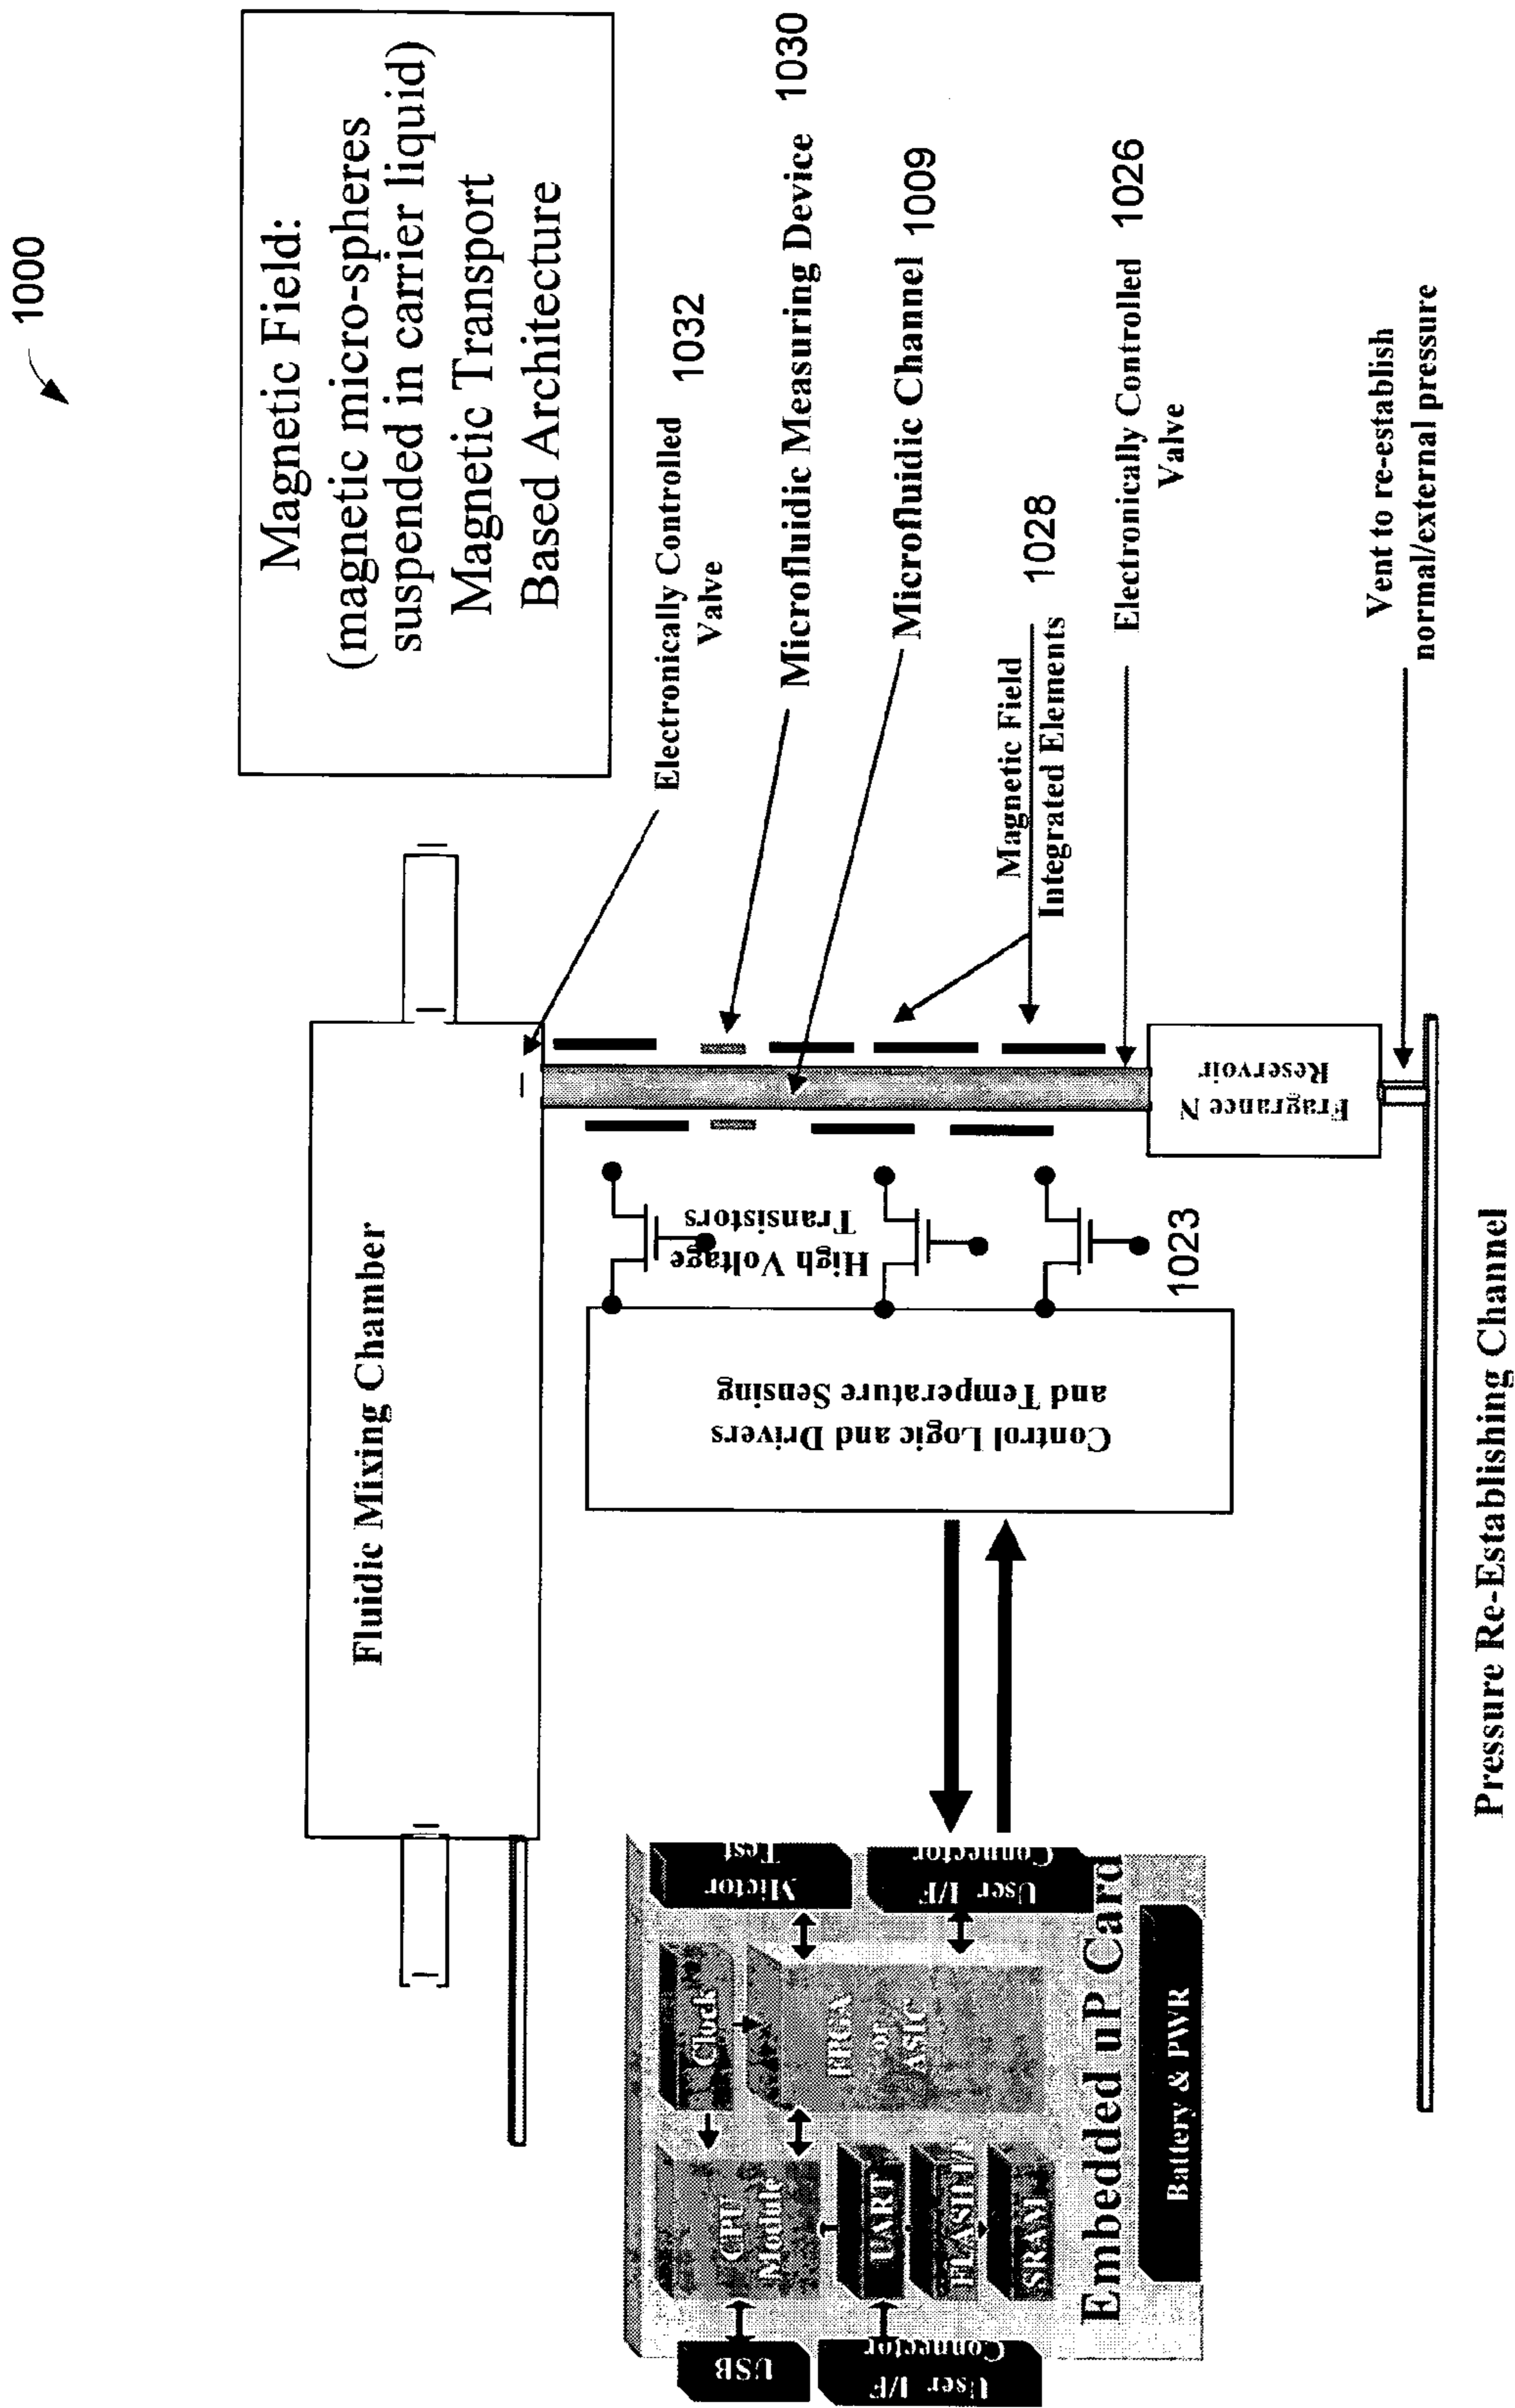 1000
Magnetic Field:
(magnetic micro-spheres
suspended in carrier liquid)
Magnetic Transport
Based Architecture
Fluidic Mixing Chamber
Electronically Controlled
Valve
1032
Microfluidic Measuring Device 1030
Microfluidic Channel 1009
Magnetic Field
Integrated Elements
1028
Electronically Controlled
Valve
1026
Vent to re-establish
normal/external pressure
High Voltage
Transistors
1023
Control Logic and Drivers
and Temperature Sensing
Fragrance N
Reservoir
Mictor
Test
User I/F
Connector
Clock
FPGA
or
ASIC
CPU
Module
UART
SRAM
USB
User I/F
Connector
Embedded uP Card
Battery & PWR
Pressure Re-Establishing Channel